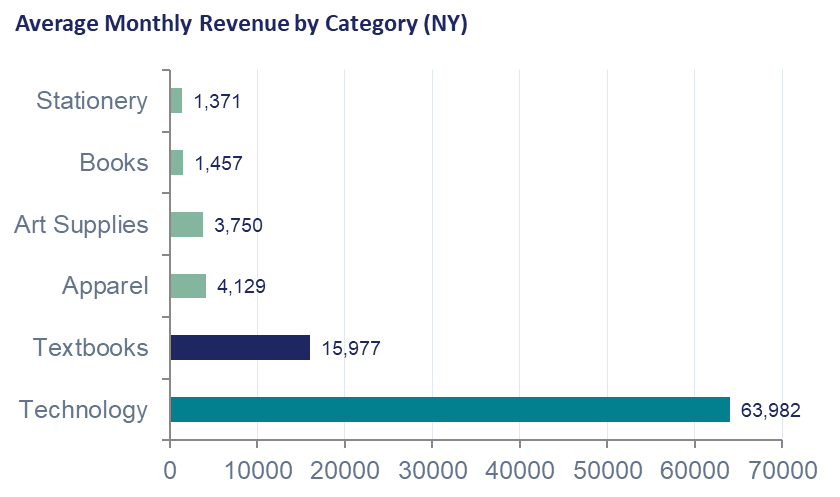 Average Monthly Revenue by Category (NY)
Stationery 1,371
Books 1,457
Art Supplies 3,750
Apparel 4,129
Textbooks 15,977
Technology 63,982
0 10000 20000 30000 40000 50000 60000 70000